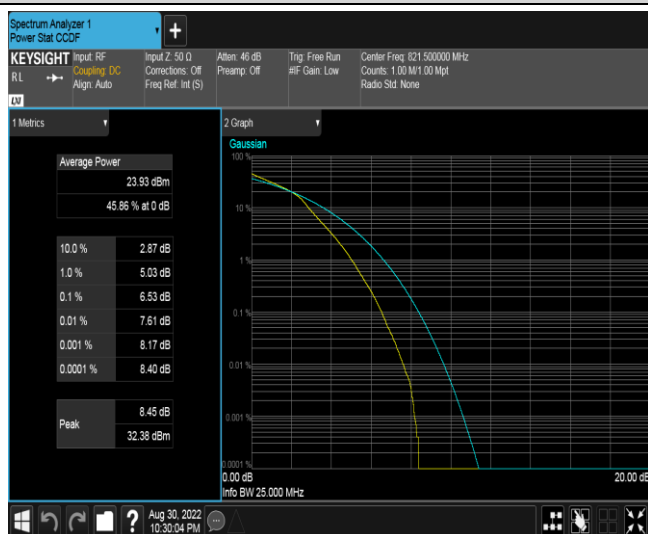 Spectrum Analyzer 1
Power Stat CCDF
+
KEYSIGHT
RL
LXI
Input: RF
Coupling: DC
Align: Auto
Input Z: 50 Ω
Corrections: Off
Freq Ref: Int (S)
Atten: 46 dB
Preamp: Off
Trig: Free Run
#IF Gain: Low
Center Freq: 821.500000 MHz
Counts: 1.00 M/1.00 Mpt
Radio Std: None
1 Metrics
Average Power
23.93 dBm
45.86 % at 0 dB
10.0 % 2.87 dB
1.0 % 5.03 dB
0.1 % 6.53 dB
0.01 % 7.61 dB
0.001 % 8.17 dB
0.0001 % 8.40 dB
Peak
8.45 dB
32.38 dBm
2 Graph
Gaussian
100 %
10 %
1 %
0.1 %
0.01 %
0.001 %
0.0001 %
0.00 dB
20.00 dB
Info BW 25.000 MHz
?
Aug 30, 2022
10:30:04 PM